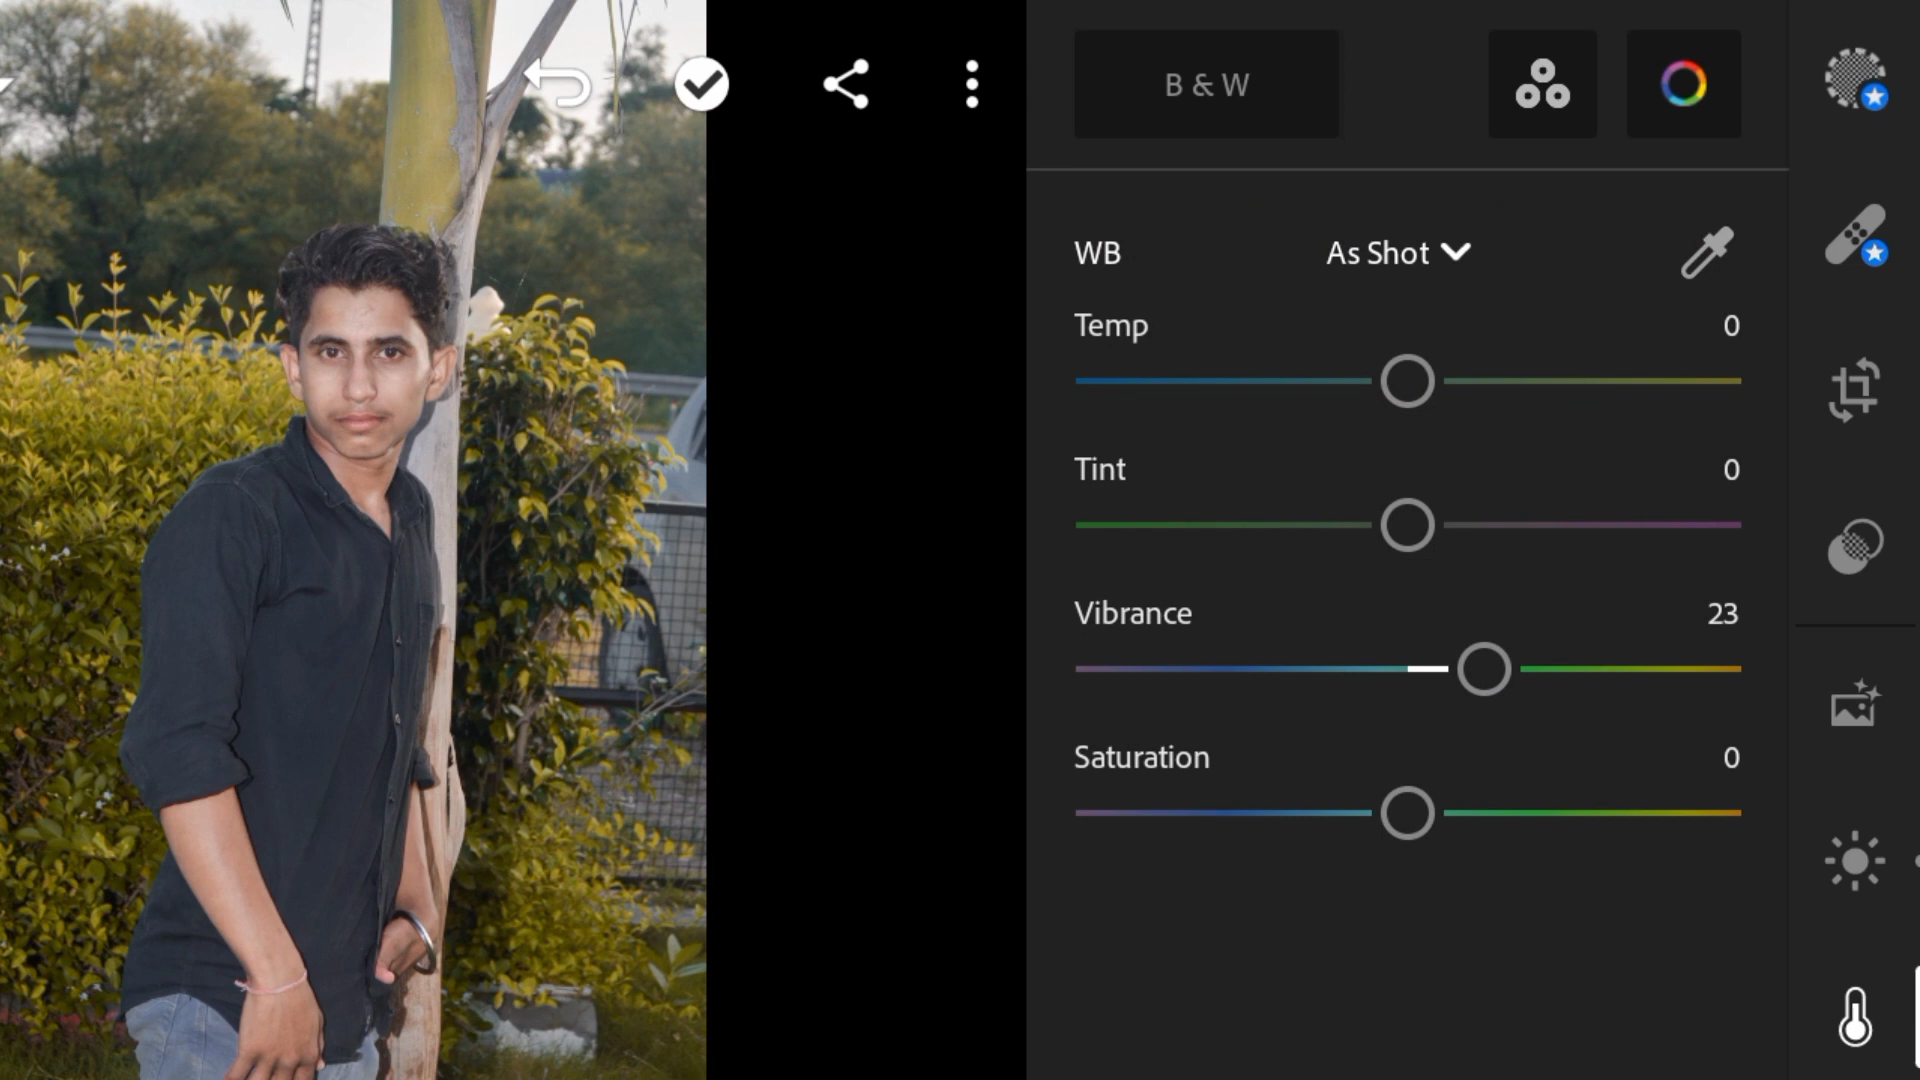 B & W
WB As Shot
Temp 0
Tint 0
Vibrance 23
Saturation 0